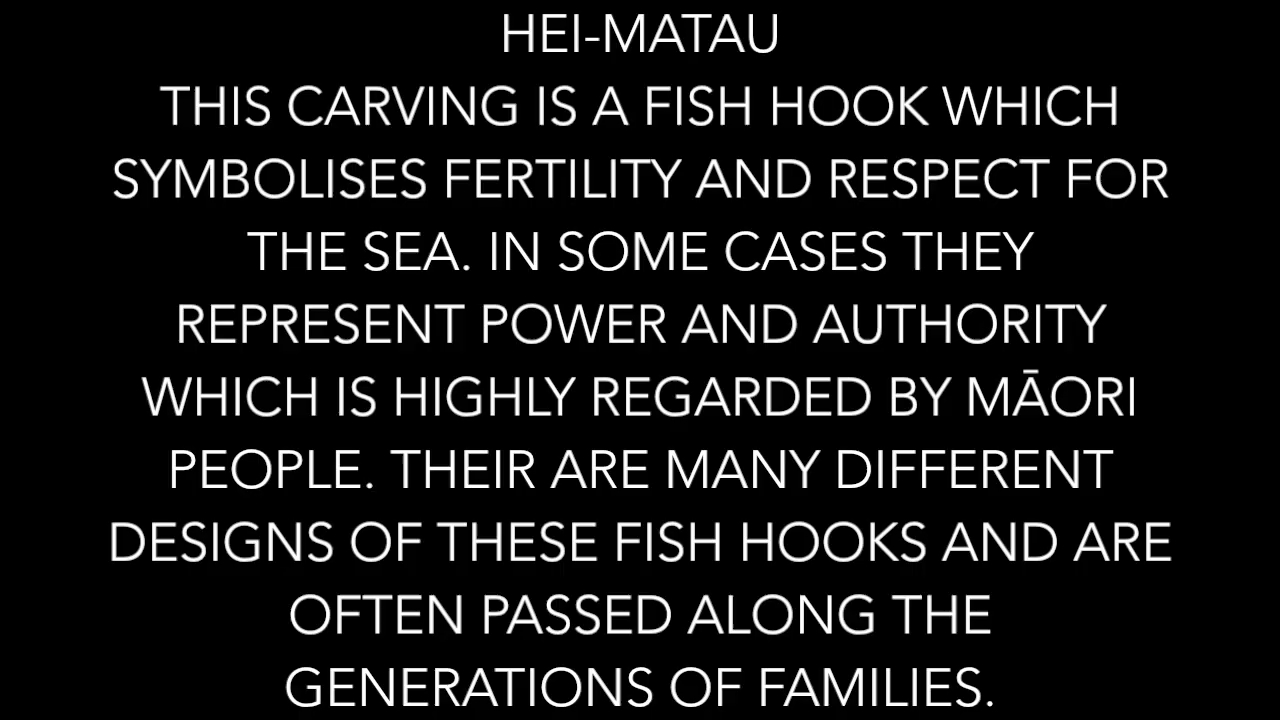 HEI-MATAU
THIS CARVING IS A FISH HOOK WHICH
SYMBOLISES FERTILITY AND RESPECT FOR
THE SEA. IN SOME CASES THEY
REPRESENT POWER AND AUTHORITY
WHICH IS HIGHLY REGARDED BY MĀORI
PEOPLE. THEIR ARE MANY DIFFERENT
DESIGNS OF THESE FISH HOOKS AND ARE
OFTEN PASSED ALONG THE
GENERATIONS OF FAMILIES.